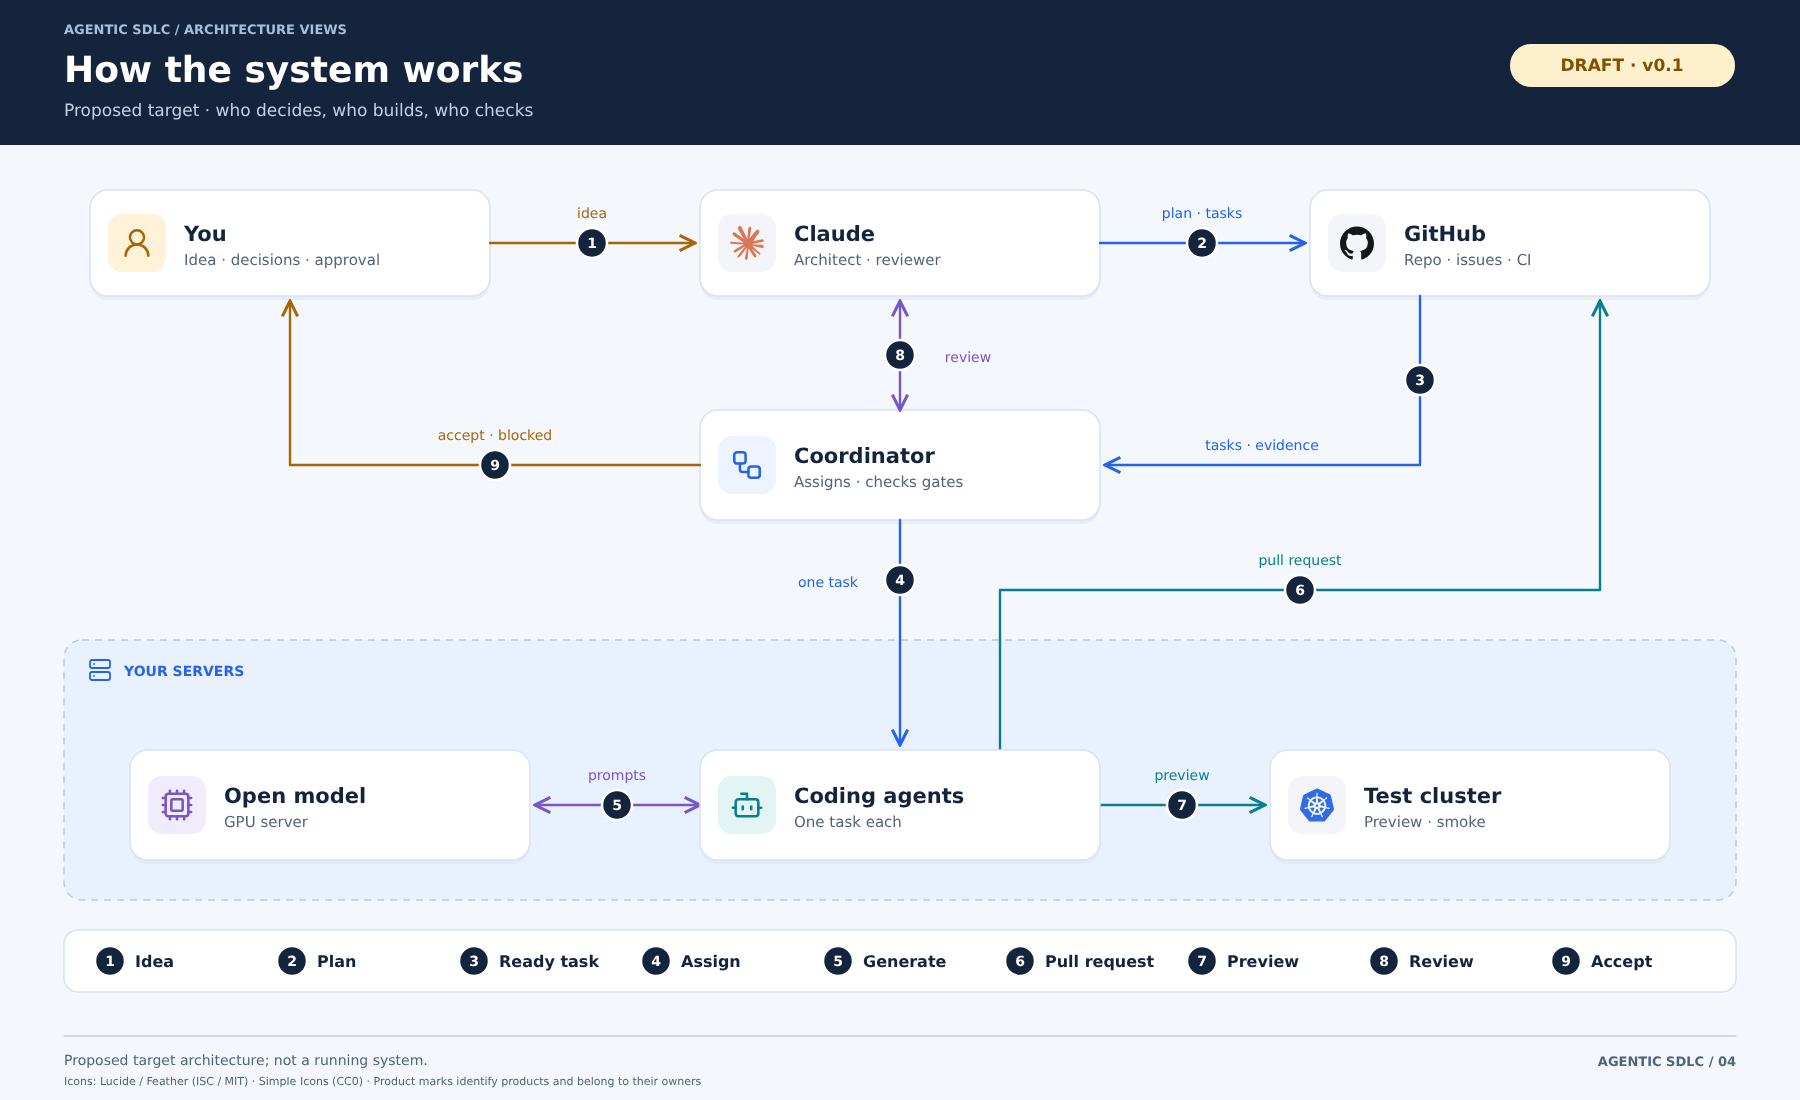 AGENTIC SDLC / ARCHITECTURE VIEWS
How the system works
Proposed target · who decides, who builds, who checks
DRAFT · v0.1
You
Idea · decisions · approval
idea
1
Claude
Architect · reviewer
plan · tasks
2
GitHub
Repo · issues · CI
8
review
3
accept · blocked
9
Coordinator
Assigns · checks gates
tasks · evidence
one task
4
pull request
6
YOUR SERVERS
Open model
GPU server
prompts
5
Coding agents
One task each
preview
7
Test cluster
Preview · smoke
1 Idea
2 Plan
3 Ready task
4 Assign
5 Generate
6 Pull request
7 Preview
8 Review
9 Accept
Proposed target architecture; not a running system.
Icons: Lucide / Feather (ISC / MIT) · Simple Icons (CC0) · Product marks identify products and belong to their owners
AGENTIC SDLC / 04